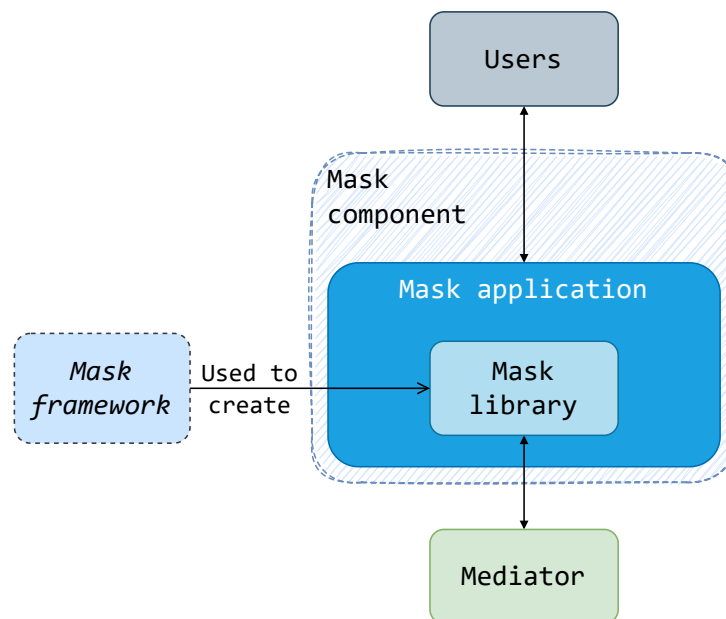 Users
Mask
component
Mask application
Mask
framework
Used to
create
Mask
library
Mediator